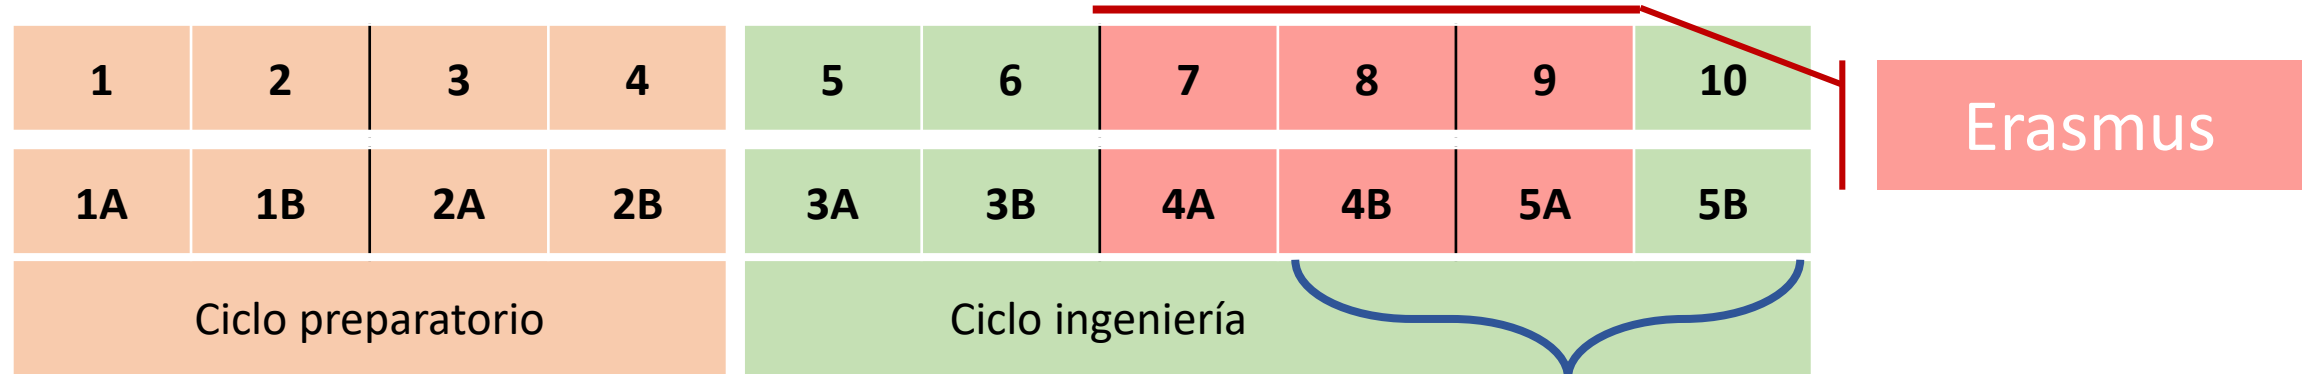 1 2 3 4 5 6 7 8 9 10
Erasmus
1A 1B 2A 2B 3A 3B 4A 4B 5A 5B
Ciclo preparatorio Ciclo ingeniería